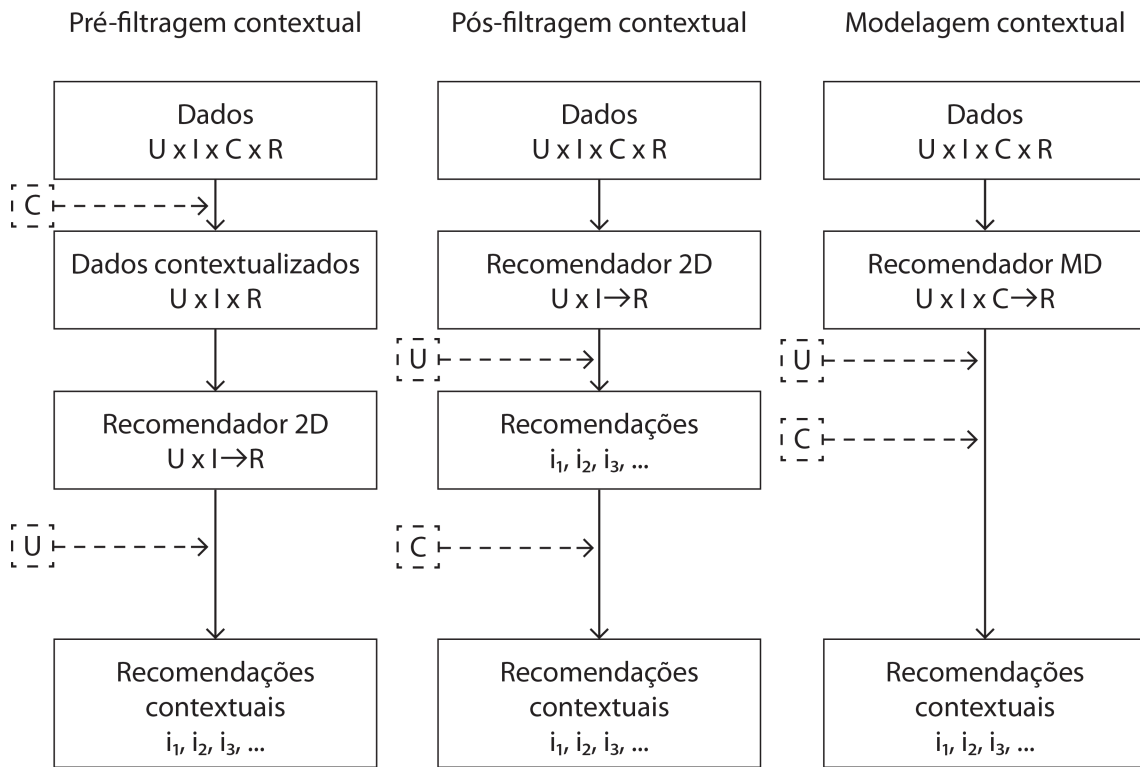 Pré-filtragem contextual
Dados
U x I x C x R
C
Dados contextualizados
U x I x R
Recomendador 2D
U x I→R
U
Recomendações
contextuais
i₁, i₂, i₃, ...
Pós-filtragem contextual
Dados
U x I x C x R
Recomendador 2D
U x I→R
U
Recomendações
i₁, i₂, i₃, ...
C
Recomendações
contextuais
i₁, i₂, i₃, ...
Modelagem contextual
Dados
U x I x C x R
Recomendador MD
U x I x C→R
U
C
Recomendações
contextuais
i₁, i₂, i₃, ...